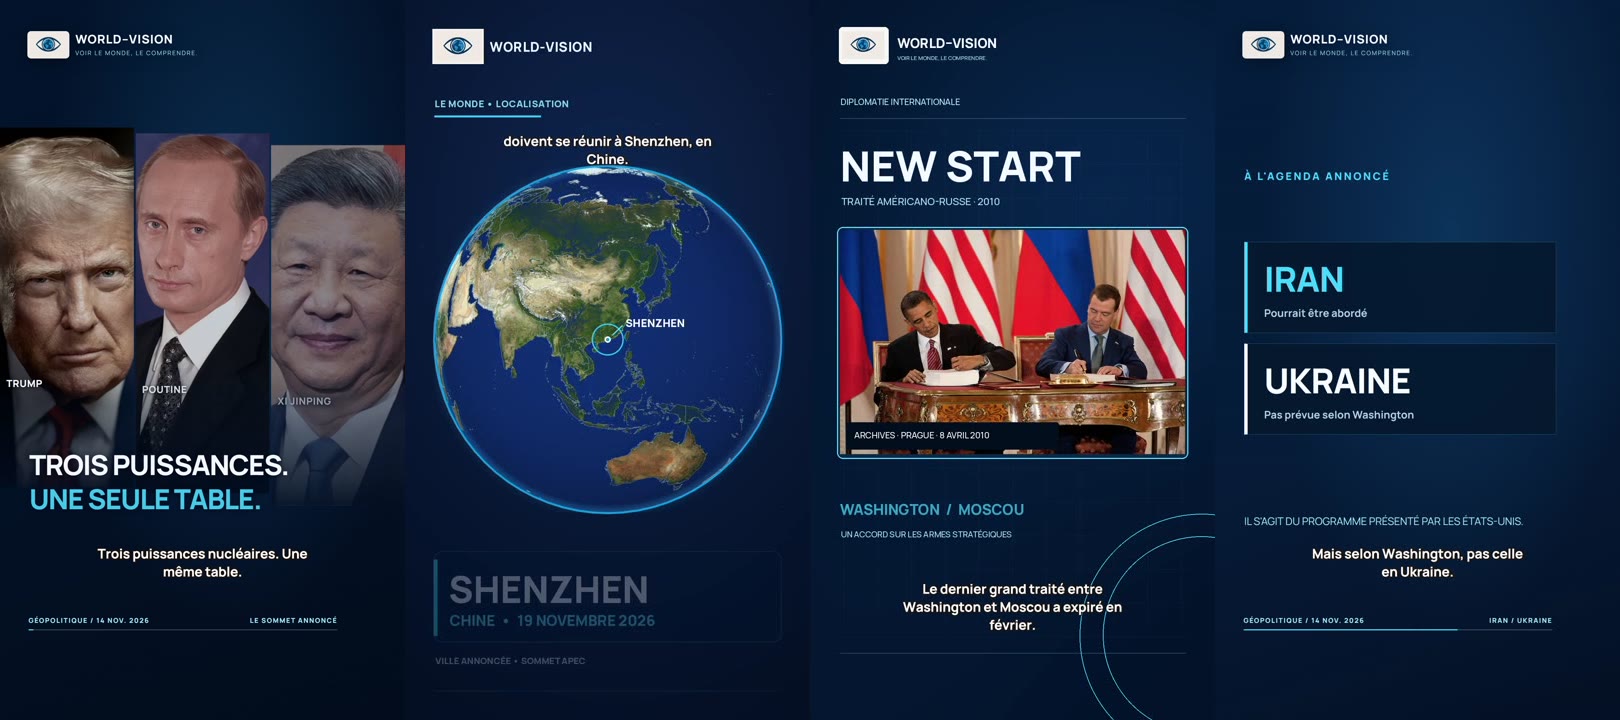 WORLD-VISION
VOIR LE MONDE, LE COMPRENDRE.
TRUMP
POUTINE
XI JINPING
TROIS PUISSANCES.
UNE SEULE TABLE.
Trois puissances nucléaires. Une
même table.
GÉOPOLITIQUE / 14 NOV. 2026
LE SOMMET ANNONCÉ
WORLD-VISION
LE MONDE • LOCALISATION
doivent se réunir à Shenzhen, en
Chine.
SHENZHEN
SHENZHEN
CHINE • 19 NOVEMBRE 2026
VILLE ANNONCÉE • SOMMET APEC
WORLD-VISION
VOIR LE MONDE, LE COMPRENDRE.
DIPLOMATIE INTERNATIONALE
NEW START
TRAITÉ AMÉRICANO-RUSSE · 2010
ARCHIVES · PRAGUE · 8 AVRIL 2010
WASHINGTON / MOSCOU
UN ACCORD SUR LES ARMES STRATÉGIQUES
Le dernier grand traité entre
Washington et Moscou a expiré en
février.
WORLD-VISION
VOIR LE MONDE, LE COMPRENDRE.
À L'AGENDA ANNONCÉ
IRAN
Pourrait être abordé
UKRAINE
Pas prévue selon Washington
IL S'AGIT DU PROGRAMME PRÉSENTÉ PAR LES ÉTATS-UNIS.
Mais selon Washington, pas celle
en Ukraine.
GÉOPOLITIQUE / 14 NOV. 2026
IRAN / UKRAINE